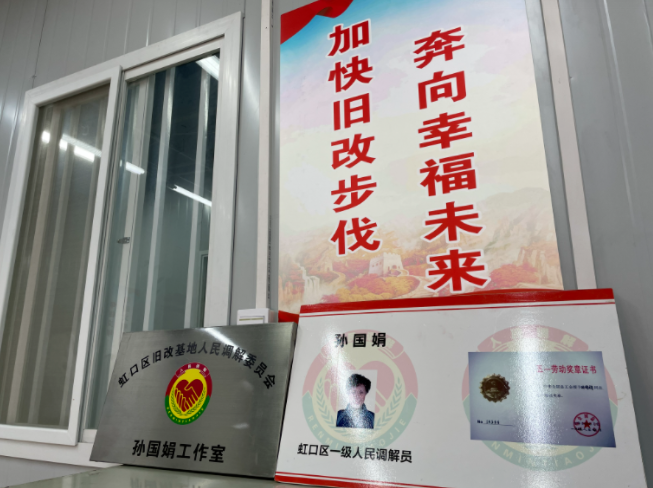 加快旧改步伐
奔向幸福未来
虹口区旧改基地人民调解委员会
孙国娟工作室
孙国娟
虹口区一级人民调解员
五一劳动奖章证书